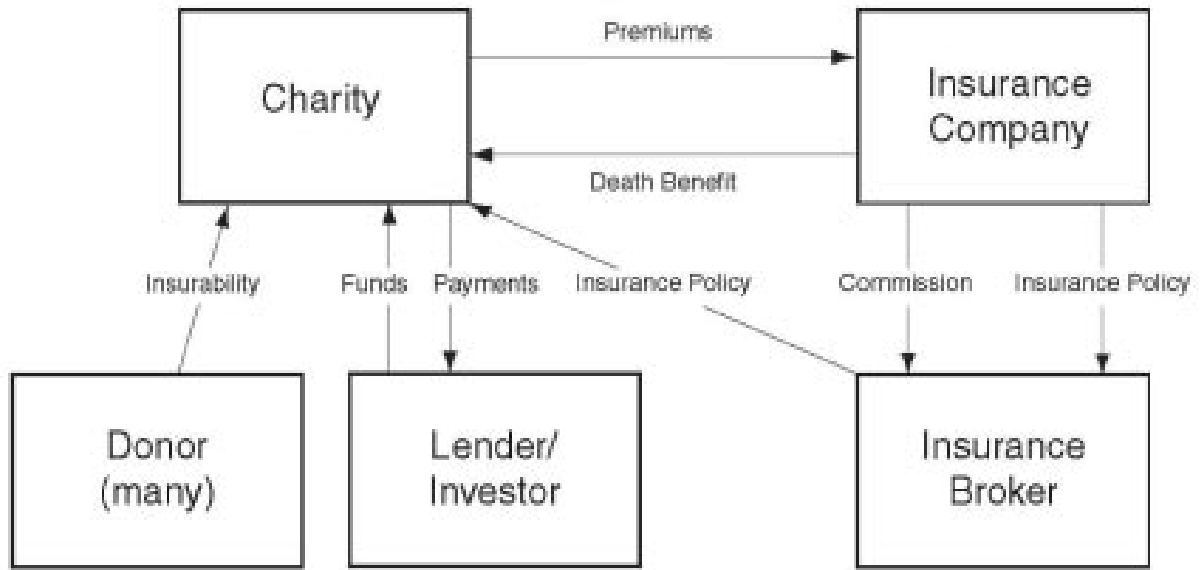 Premiums
Charity
Insurance
Company
Death Benefit
Insurability
Funds
Payments
Insurance Policy
Commission
Insurance Policy
Donor
(many)
Lender/
Investor
Insurance
Broker